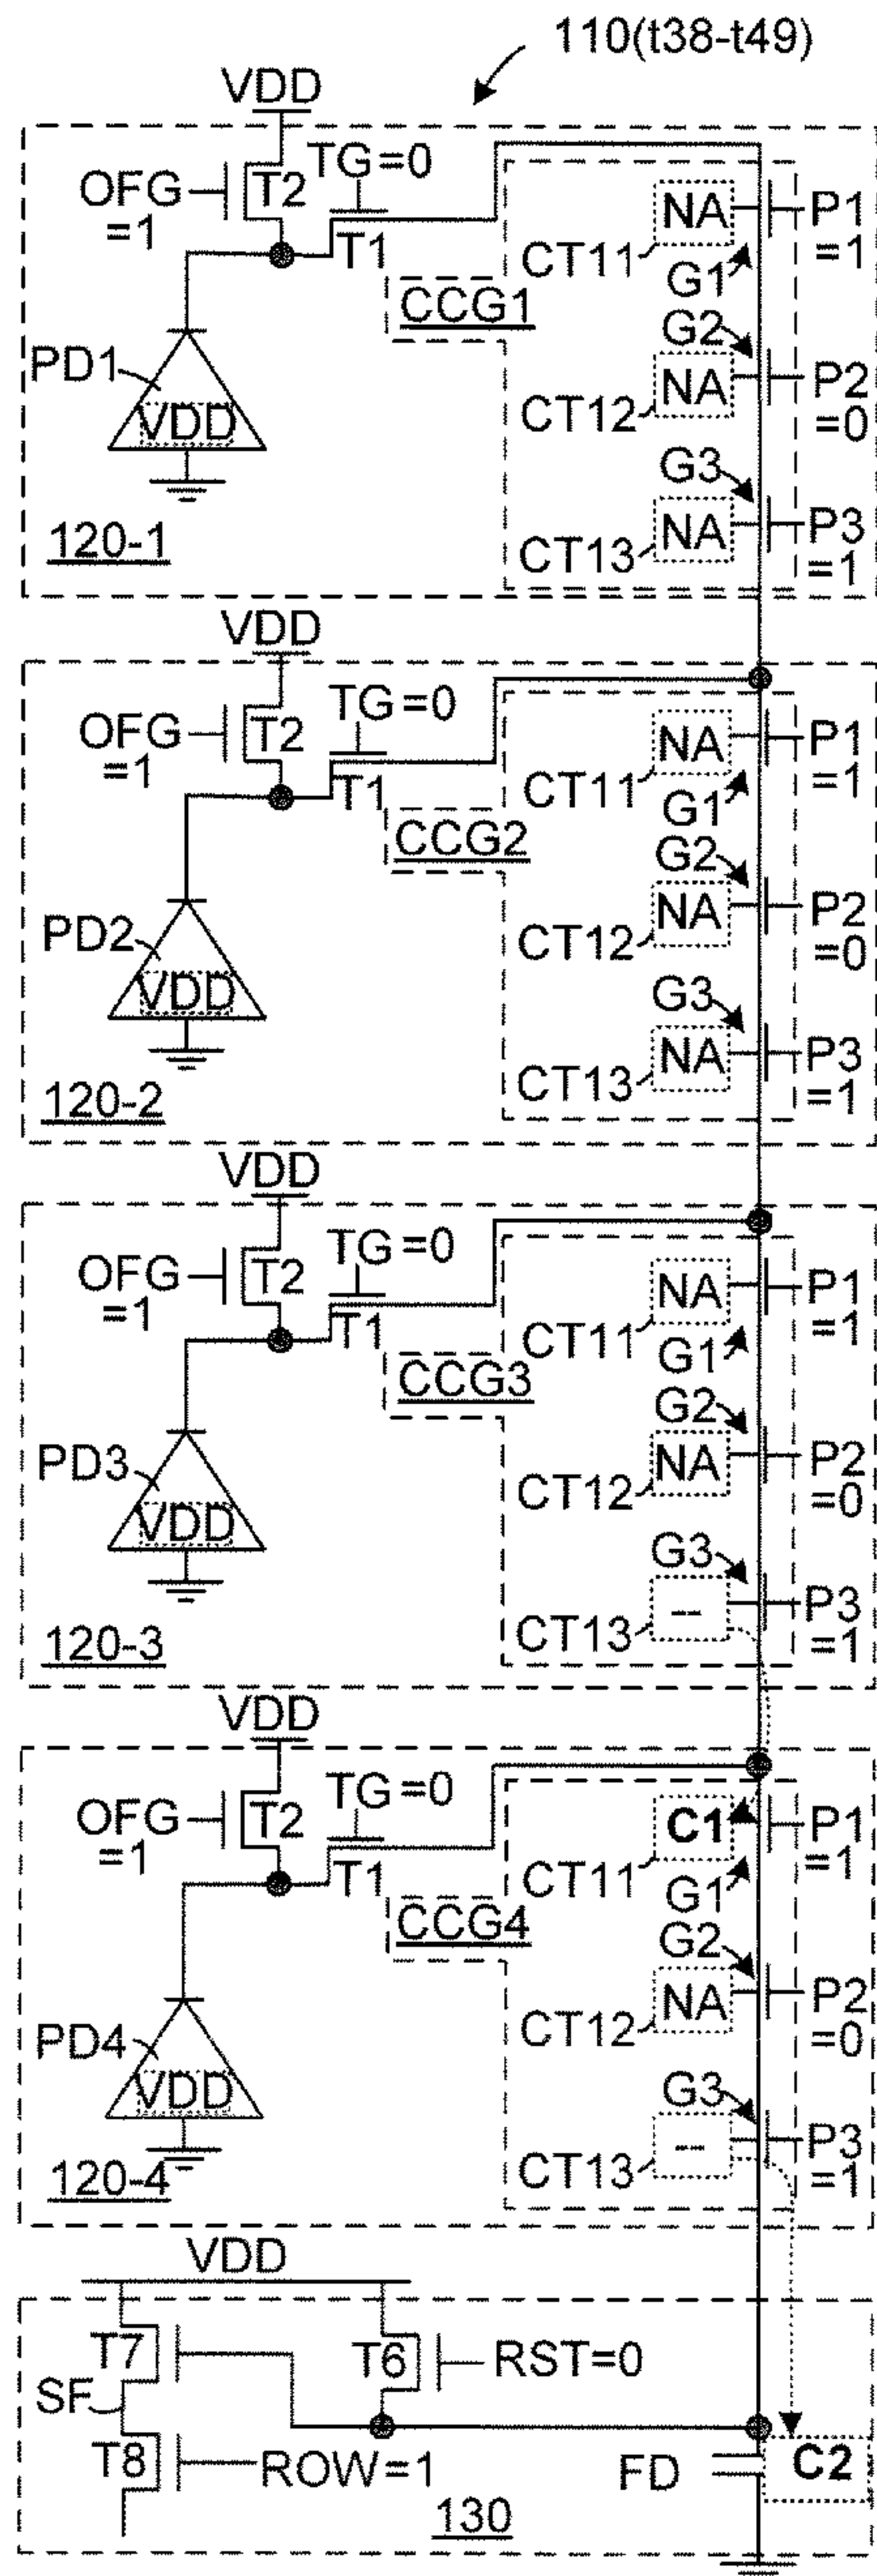 110(t38-t49)
VDD
OFG
=1
T2
TG=0
T1
NA
P1
=1
CT11
G1
CCG1
G2
PD1
VDD
NA
P2
=0
CT12
G3
NA
P3
=1
CT13
120-1
VDD
OFG
=1
T2
TG=0
T1
NA
P1
=1
CT11
G1
CCG2
G2
PD2
VDD
NA
P2
=0
CT12
G3
NA
P3
=1
CT13
120-2
VDD
OFG
=1
T2
TG=0
T1
NA
P1
=1
CT11
G1
CCG3
G2
PD3
VDD
NA
P2
=0
CT12
G3
--
P3
=1
CT13
120-3
VDD
OFG
=1
T2
TG=0
T1
C1
P1
=1
CT11
G1
CCG4
G2
PD4
VDD
NA
P2
=0
CT12
G3
--
P3
=1
CT13
120-4
VDD
T7
T6
RST=0
SF
T8
ROW=1
FD
C2
130